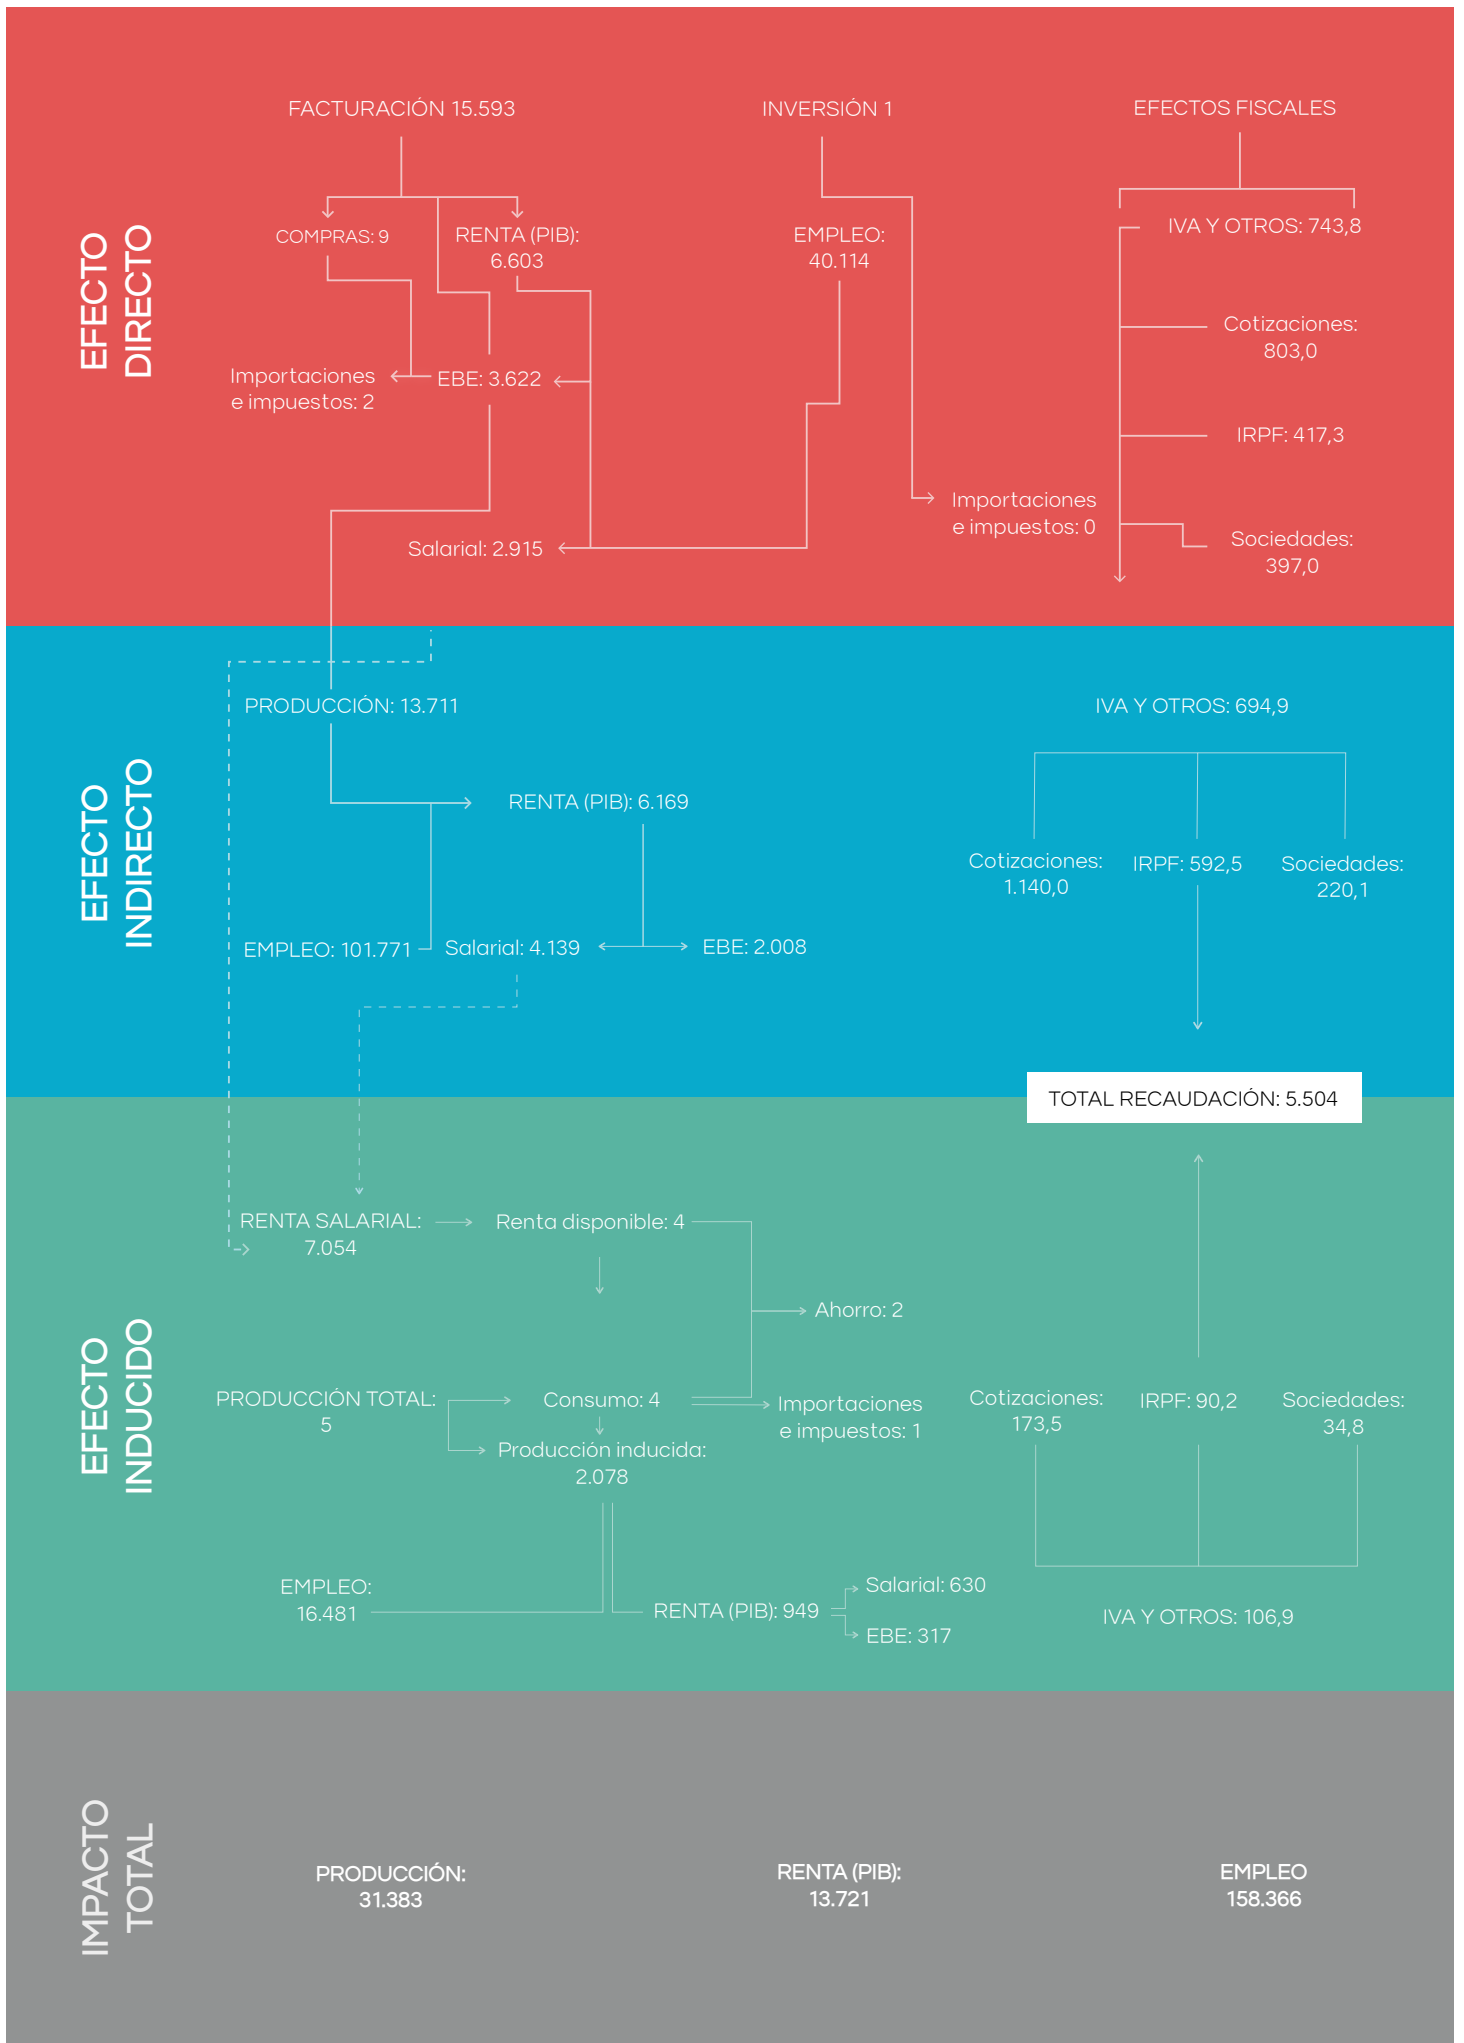 EFECTO
DIRECTO
FACTURACIÓN 15.593
INVERSIÓN 1
EFECTOS FISCALES
COMPRAS: 9
RENTA (PIB):
6.603
EMPLEO:
40.114
IVA Y OTROS: 743,8
Cotizaciones:
803,0
Importaciones
e impuestos: 2
EBE: 3.622
IRPF: 417,3
Importaciones
e impuestos: 0
Salarial: 2.915
Sociedades:
397,0
EFECTO
INDIRECTO
PRODUCCIÓN: 13.711
IVA Y OTROS: 694,9
RENTA (PIB): 6.169
Cotizaciones:
1.140,0
IRPF: 592,5
Sociedades:
220,1
EMPLEO: 101.771
Salarial: 4.139
EBE: 2.008
TOTAL RECAUDACIÓN: 5.504
EFECTO
INDUCIDO
RENTA SALARIAL:
7.054
Renta disponible: 4
Ahorro: 2
PRODUCCIÓN TOTAL:
5
Consumo: 4
Importaciones
e impuestos: 1
Cotizaciones:
173,5
IRPF: 90,2
Sociedades:
34,8
Producción inducida:
2.078
EMPLEO:
16.481
RENTA (PIB): 949
Salarial: 630
EBE: 317
IVA Y OTROS: 106,9
IMPACTO
TOTAL
PRODUCCIÓN:
31.383
RENTA (PIB):
13.721
EMPLEO
158.366